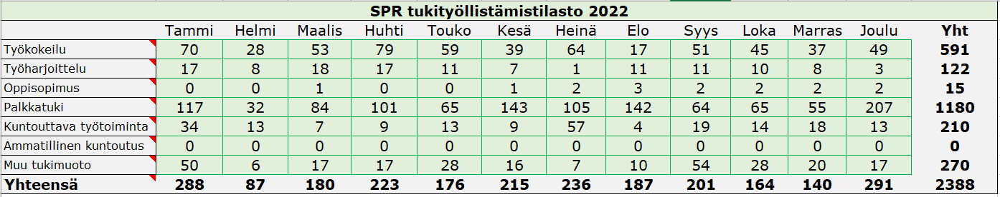 SPR tukityöllistämistilasto 2022
Tammi Helmi Maalis Huhti Touko Kesä Heinä Elo Syys Loka Marras Joulu Yht
Työkokeilu 70 28 53 79 59 39 64 17 51 45 37 49 591
Työharjoittelu 17 8 18 17 11 7 1 11 11 10 8 3 122
Oppisopimus 0 0 1 0 0 1 2 3 2 2 2 2 15
Palkkatuki 117 32 84 101 65 143 105 142 64 65 55 207 1180
Kuntouttava työtoiminta 34 13 7 9 13 9 57 4 19 14 18 13 210
Ammatillinen kuntoutus 0 0 0 0 0 0 0 0 0 0 0 0 0
Muu tukimuoto 50 6 17 17 28 16 7 10 54 28 20 17 270
Yhteensä 288 87 180 223 176 215 236 187 201 164 140 291 2388